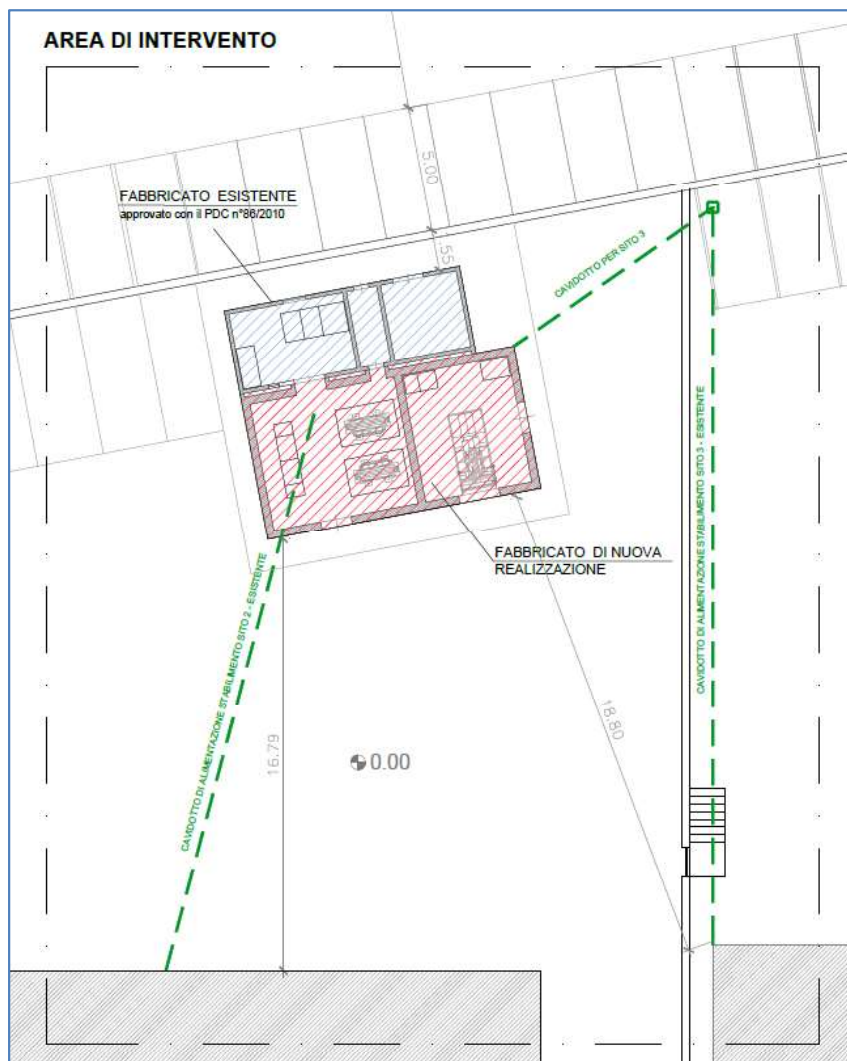 AREA DI INTERVENTO
5.00
FABBRICATO ESISTENTE
approvato con il PDC n°86/2010
.55
CAVIDOTTO PER SITO 3
CAVIDOTTO DI ALIMENTAZIONE STABILIMENTO SITO 3 - ESISTENTE
FABBRICATO DI NUOVA
REALIZZAZIONE
CAVIDOTTO DI ALIMENTAZIONE STABILIMENTO SITO 2 - ESISTENTE
16.79
18.80
0.00